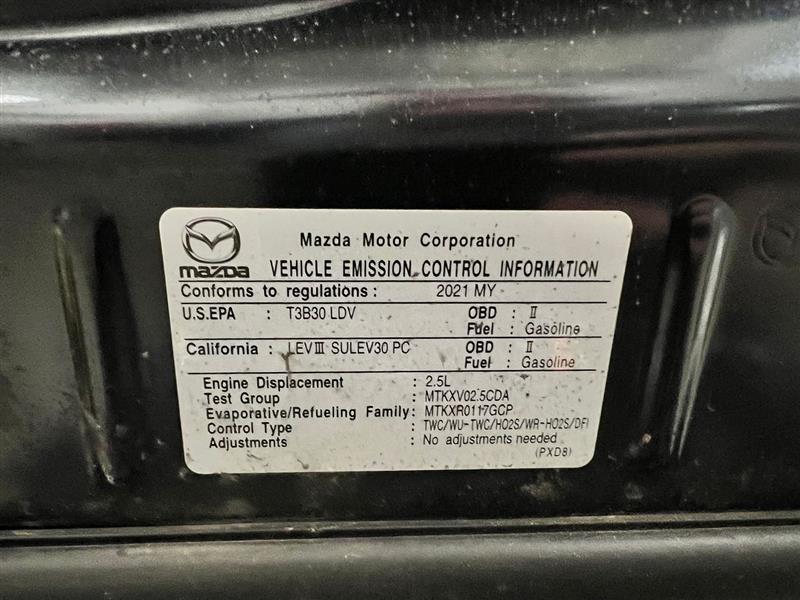 mazda
Mazda Motor Corporation
VEHICLE EMISSION CONTROL INFORMATION
Conforms to regulations : 2021 MY
U.S.EPA : T3B30 LDV OBD : II
Fuel : Gasoline
California : LEVIII SULEV30 PC OBD : II
Fuel : Gasoline
Engine Displacement : 2.5L
Test Group : MTKXV02.5CDA
Evaporative/Refueling Family: MTKXR0117GCP
Control Type : TWC/WU-TWC/HO2S/WR-HO2S/DFI
Adjustments : No adjustments needed
(PXD8)